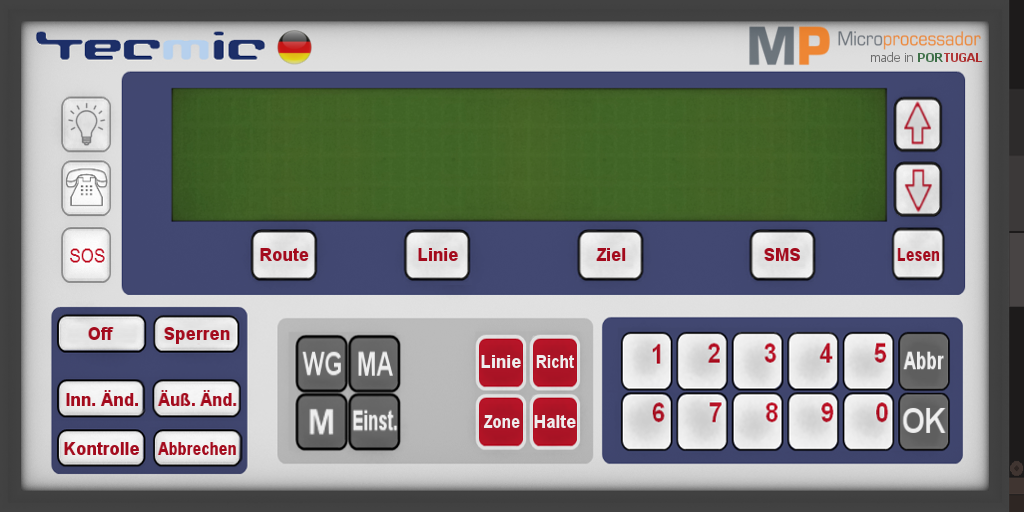 TECMIC
MP Microprocessador
made in PORTUGAL
SOS
Route Linie Ziel SMS Lesen
Off Sperren
Inn. Änd. Äuß. Änd.
Kontrolle Abbrechen
WG MA
M Einst.
Linie Richt
Zone Halte
1 2 3 4 5 Abbr
6 7 8 9 0 OK